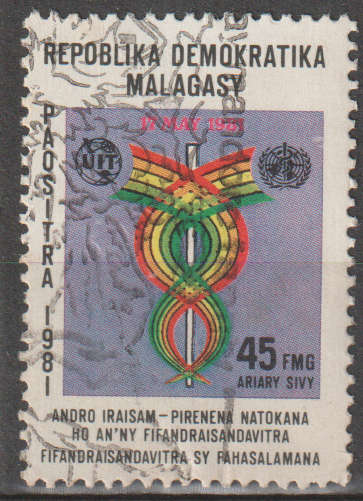 REPOBLIKA DEMOKRATIKA
MALAGASY
PAOSITRA 1981
17 MAY 1981
UIT
45 FMG
ARIARY SIVY
ANDRO IRAISAM-PIRENENA NATOKANA
HO AN'NY FIFANDRAISANDAVITRA
FIFANDRAISANDAVITRA SY FAHASALAMANA